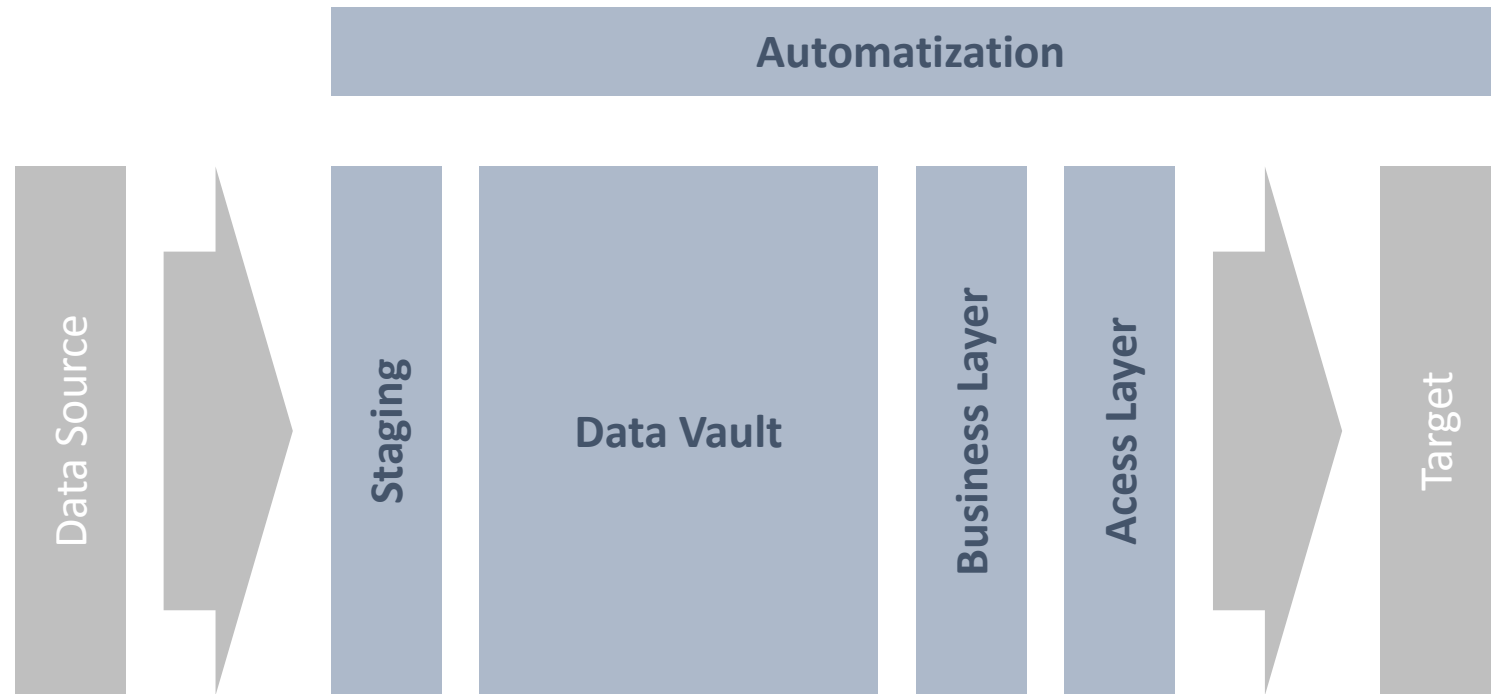 Automatization
Data Source
Staging
Data Vault
Business Layer
Acess Layer
Target